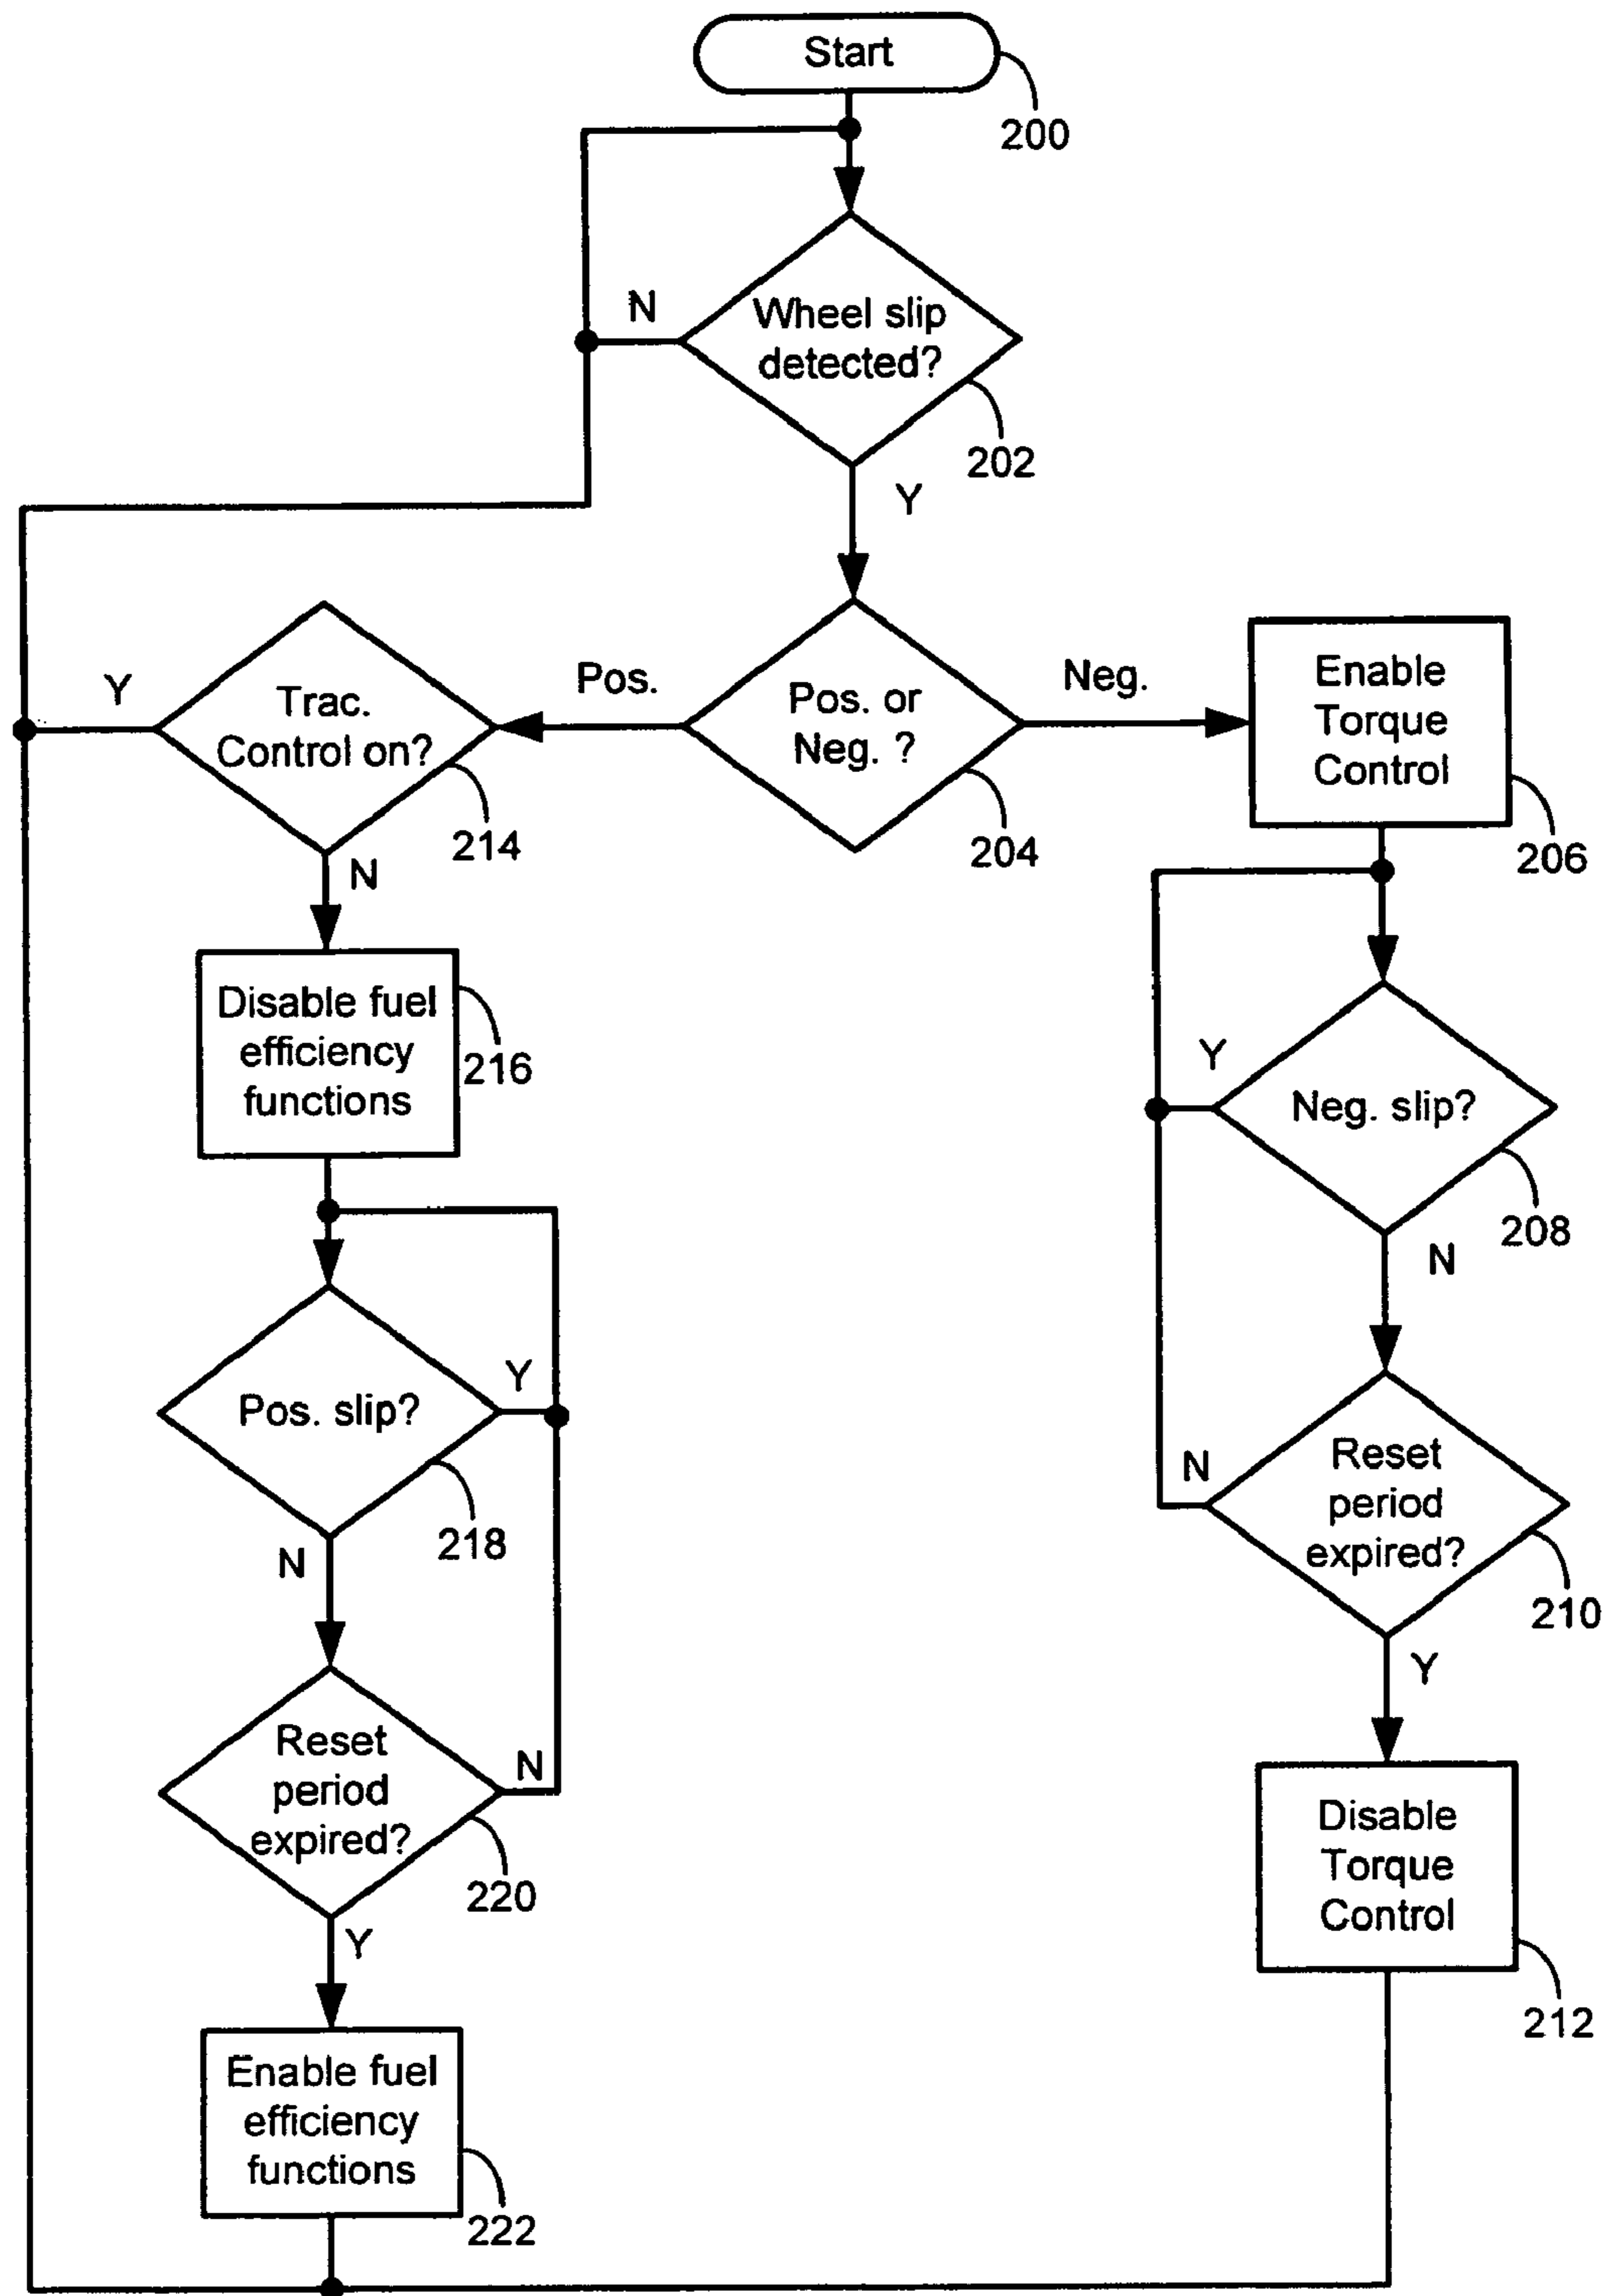 Start
200
N
Wheel slip
detected?
202
Y
Y
Trac.
Control on?
214
Pos.
Pos. or
Neg. ?
204
Neg.
Enable
Torque
Control
206
N
Disable fuel
efficiency
functions
216
Y
Neg. slip?
208
N
Pos. slip?
Y
218
N
N
Reset
period
expired?
210
Y
Reset
period
expired?
N
220
Y
Disable
Torque
Control
212
Enable fuel
efficiency
functions
222